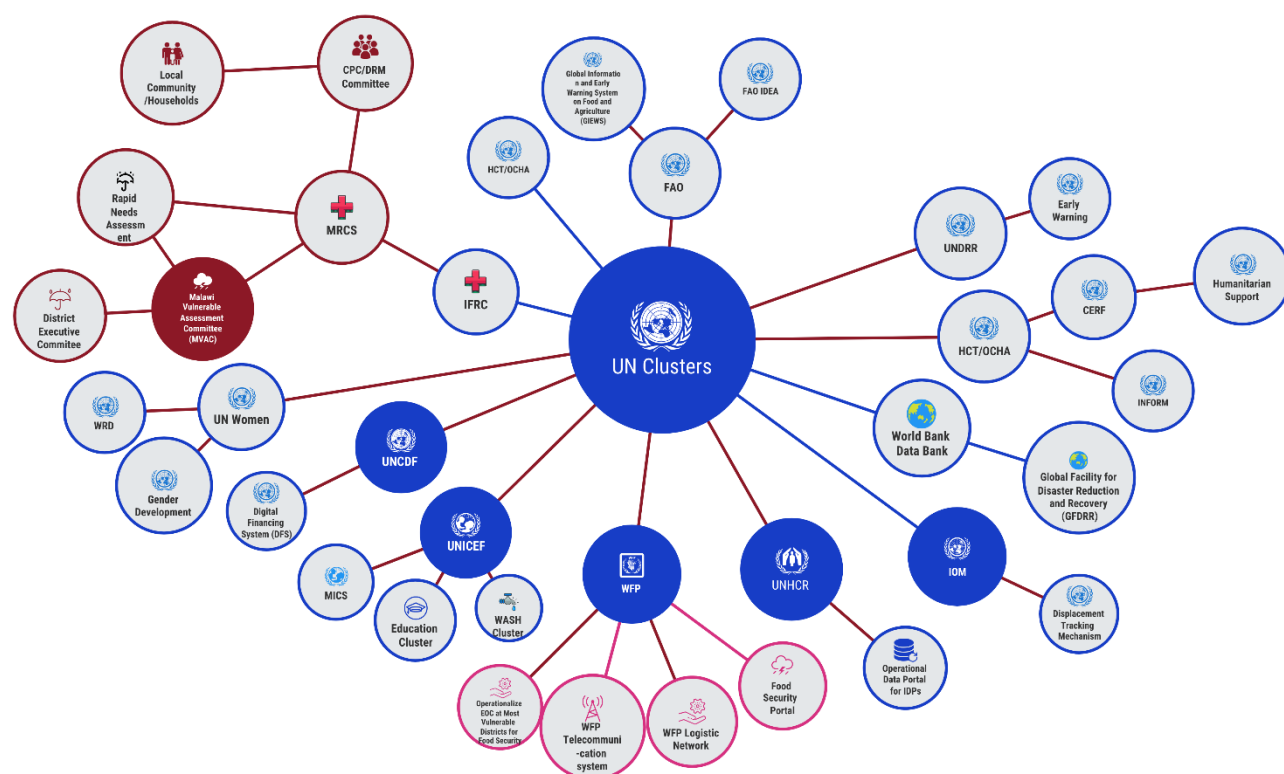 Local
Community
/Households
CPC/DRM
Committee
Global Informatio
n and Early
Warning System
on Food and
Agriculture
(GIEWS)
FAO IDEA
HCT/OCHA
FAO
Rapid
Needs
Assessm
ent
MRCS
UNDRR
Early
Warning
IFRC
Malawi
Vulnerable
Assessment
Committee
(MVAC)
District
Executive
Commitee
UN Clusters
HCT/OCHA
CERF
Humanitarian
Support
INFORM
WRD
UN Women
Gender
Development
UNCDF
Digital
Financing
System (DFS)
World Bank
Data Bank
Global Facility for
Disaster Reduction
and Recovery
(GFDRR)
UNICEF
MICS
Education
Cluster
WASH
Cluster
WFP
UNHCR
IOM
Displacement
Tracking
Mechanism
Operational
Data Portal
for IDPs
Operationalize
EOC at Most
Vulnerable
Districts for
Food Security
WFP
Telecommuni
-cation
system
WFP Logistic
Network
Food
Security
Portal